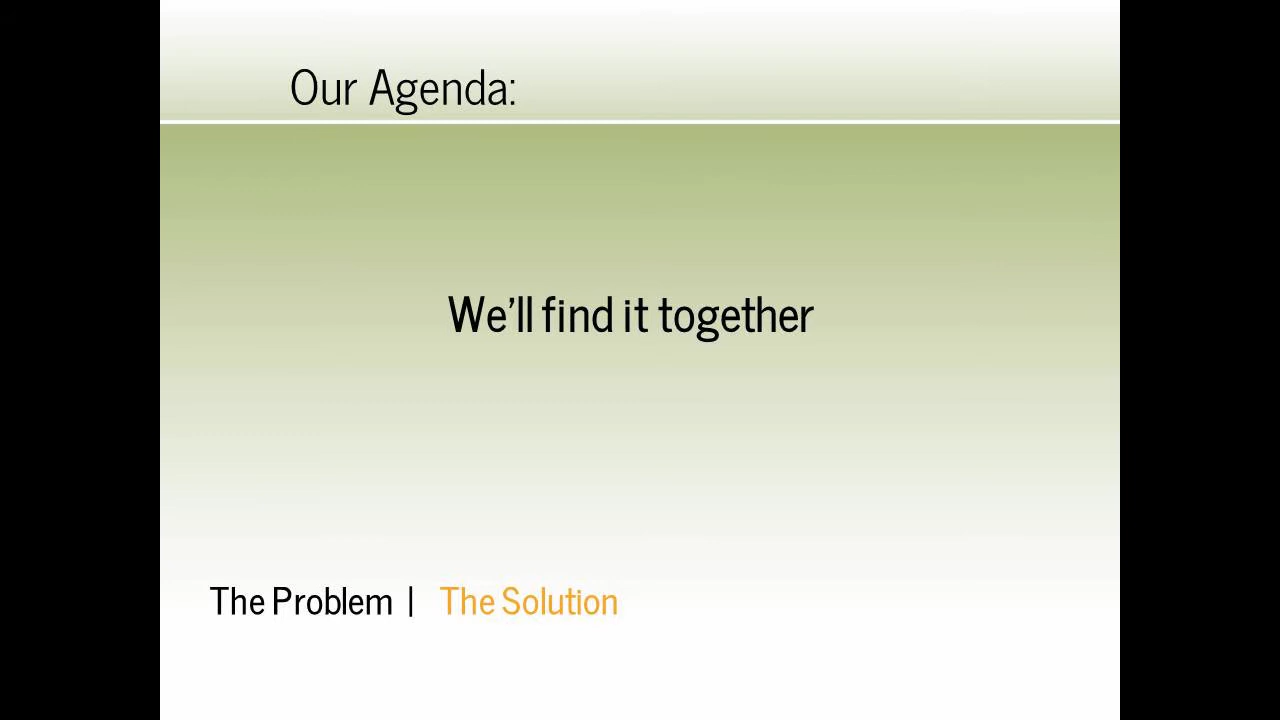 Our Agenda:
We’ll find it together
The Problem | The Solution